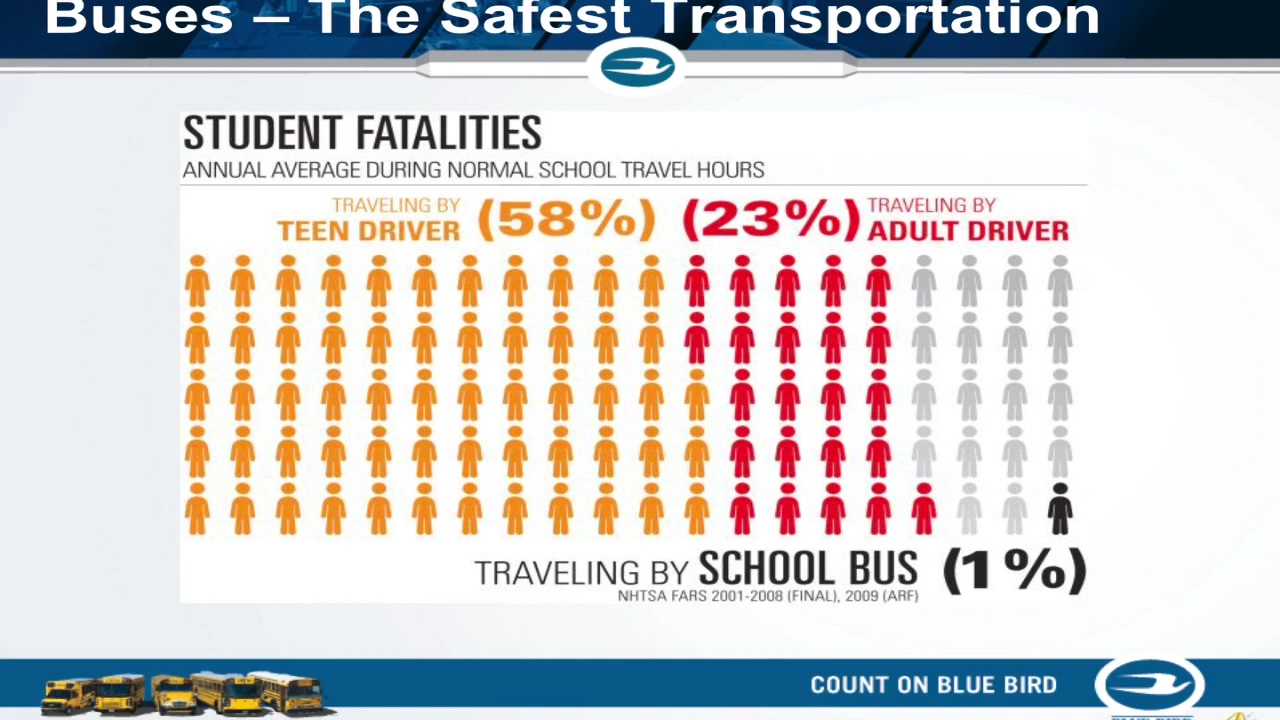 Buses – The Safest Transportation
STUDENT FATALITIES
ANNUAL AVERAGE DURING NORMAL SCHOOL TRAVEL HOURS
TRAVELING BY
TEEN DRIVER (58%)
(23%) TRAVELING BY
ADULT DRIVER
TRAVELING BY SCHOOL BUS (1%)
NHTSA FARS 2001-2008 (FINAL), 2009 (ARF)
COUNT ON BLUE BIRD
BLUE BIRD